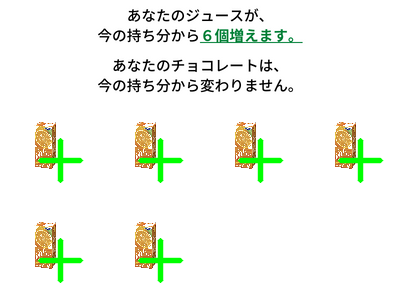 あなたのジュースが、
今の持ち分から６個増えます。
あなたのチョコレートは、
今の持ち分から変わりません。